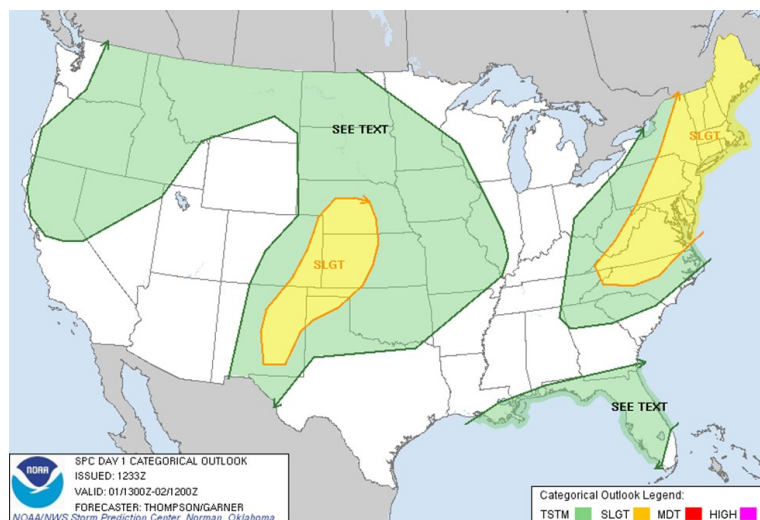 SEE TEXT
SLGT
SLGT
SEE TEXT
NOAA
SPC DAY 1 CATEGORICAL OUTLOOK
ISSUED: 1233Z
VALID: 01/1300Z-02/1200Z
FORECASTER: THOMPSON/GARNER
NOAA/NWS Storm Prediction Center, Norman, Oklahoma
Categorical Outlook Legend:
TSTM SLGT MDT HIGH